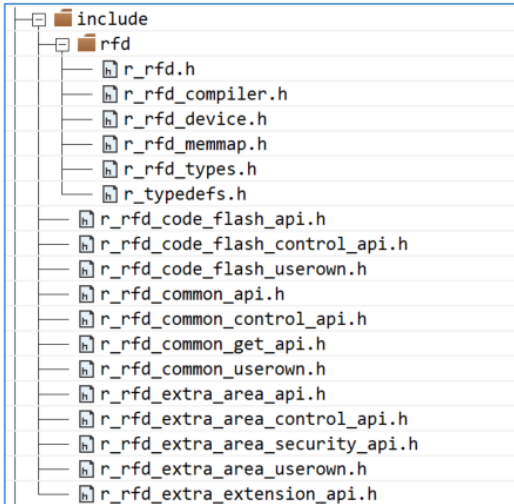 include
rfd
r_rfd.h
r_rfd_compiler.h
r_rfd_device.h
r_rfd_memmap.h
r_rfd_types.h
r_typedefs.h
r_rfd_code_flash_api.h
r_rfd_code_flash_control_api.h
r_rfd_code_flash_userown.h
r_rfd_common_api.h
r_rfd_common_control_api.h
r_rfd_common_get_api.h
r_rfd_common_userown.h
r_rfd_extra_area_api.h
r_rfd_extra_area_control_api.h
r_rfd_extra_area_security_api.h
r_rfd_extra_area_userown.h
r_rfd_extra_extension_api.h